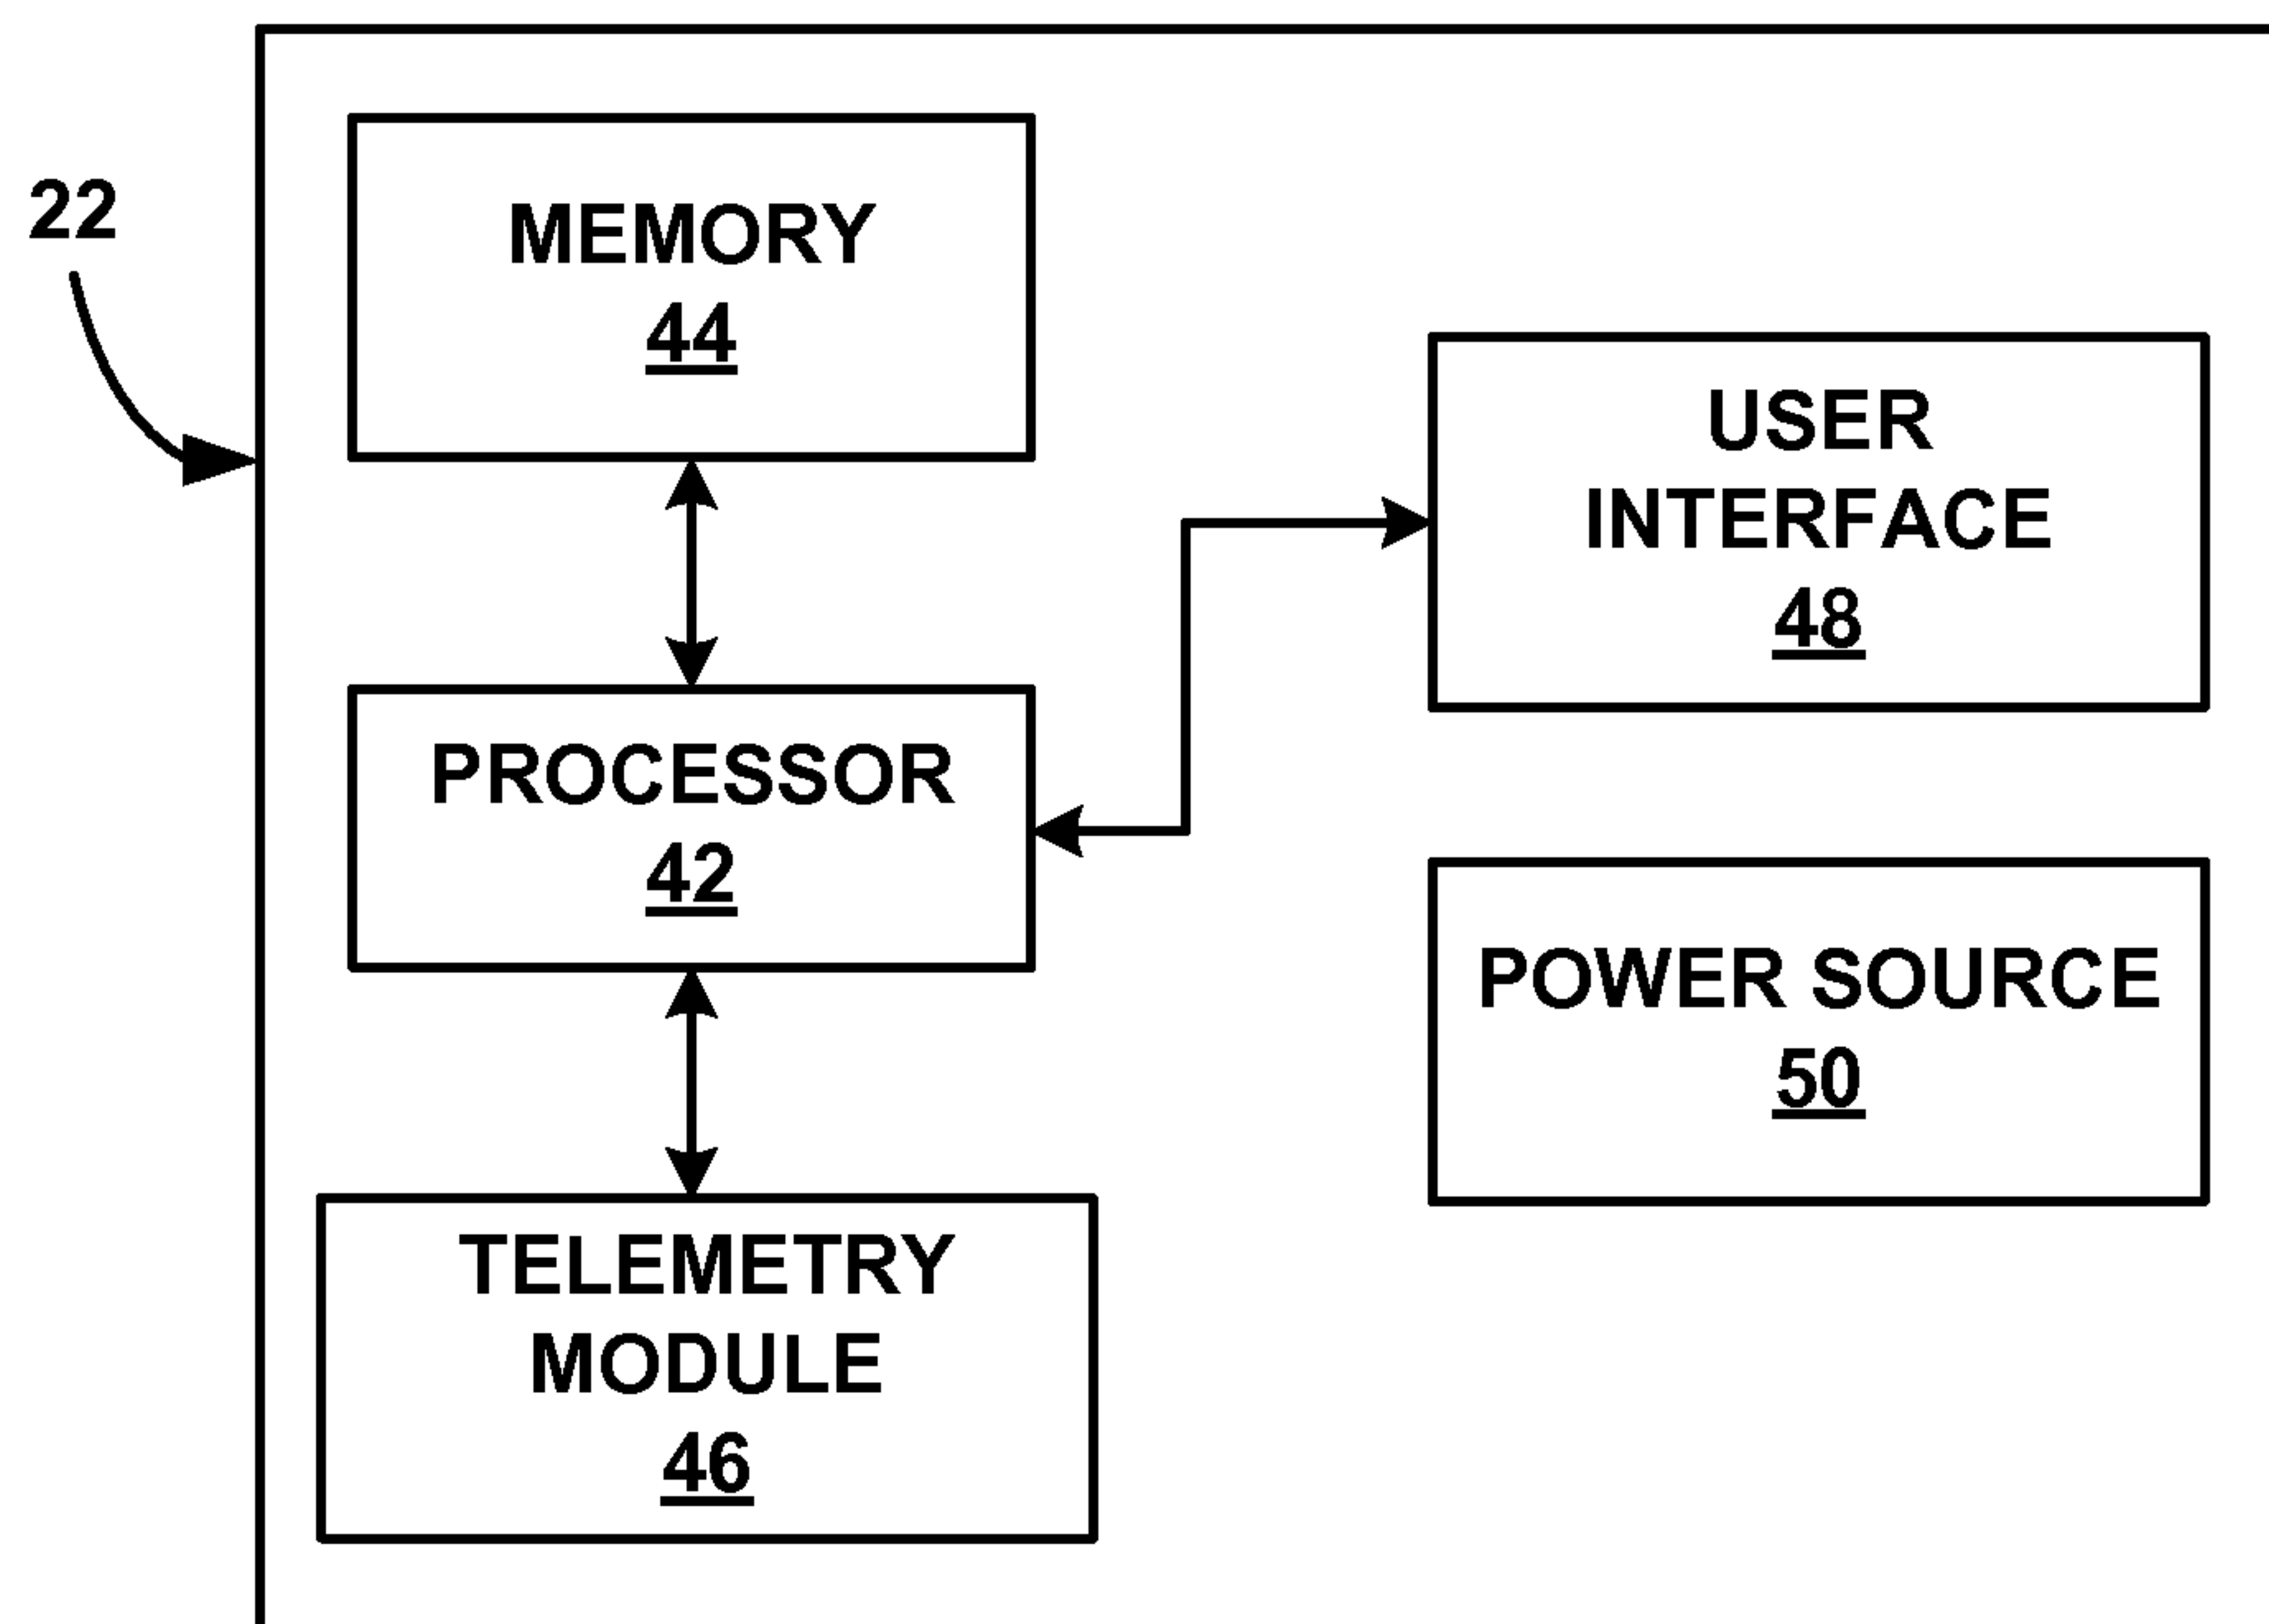 22
MEMORY
44
USER
INTERFACE
48
PROCESSOR
42
POWER SOURCE
50
TELEMETRY
MODULE
46